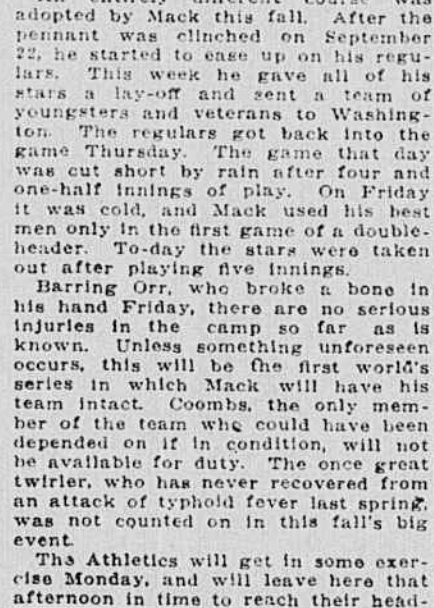 An entirely different course was
adopted by Mack this fall. After the
pennant was clinched on September
22, he started to ease up on his regu-
lars. This week he gave all of his
stars a lay-off and sent a team of
youngsters and veterans to Washing-
ton. The regulars got back into the
game Thursday. The game that day
was cut short by rain after four and
one-half innings of play. On Friday
it was cold, and Mack used his best
men only in the first game of a double-
header. To-day the stars were taken
out after playing five innings.
Barring Orr, who broke a bone in
his hand Friday, there are no serious
injuries in the camp so far as is
known. Unless something unforeseen
occurs, this will be the first world's
series in which Mack will have his
team intact. Coombs, the only mem-
ber of the team who could have been
depended on if in condition, will not
be available for duty. The once great
twirler, who has never recovered from
an attack of typhoid fever last spring,
was not counted on in this fall's big
event.
The Athletics will get in some exer-
cise Monday, and will leave here that
afternoon in time to reach their head-